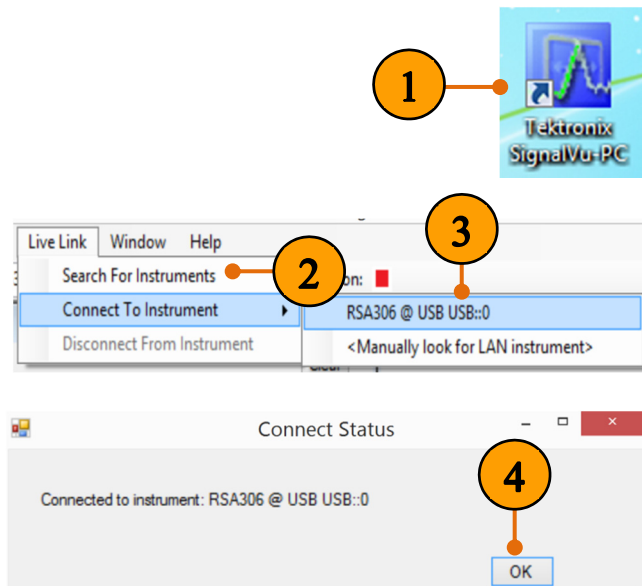 1
Tektronix
SignalVu-PC
3
Live Link Window Help
2
Search For Instruments
on:
Connect To Instrument
RSA306 @ USB USB::0
Disconnect From Instrument
<Manually look for LAN instrument>
Clear
Connect Status
4
Connected to instrument: RSA306 @ USB USB::0
OK